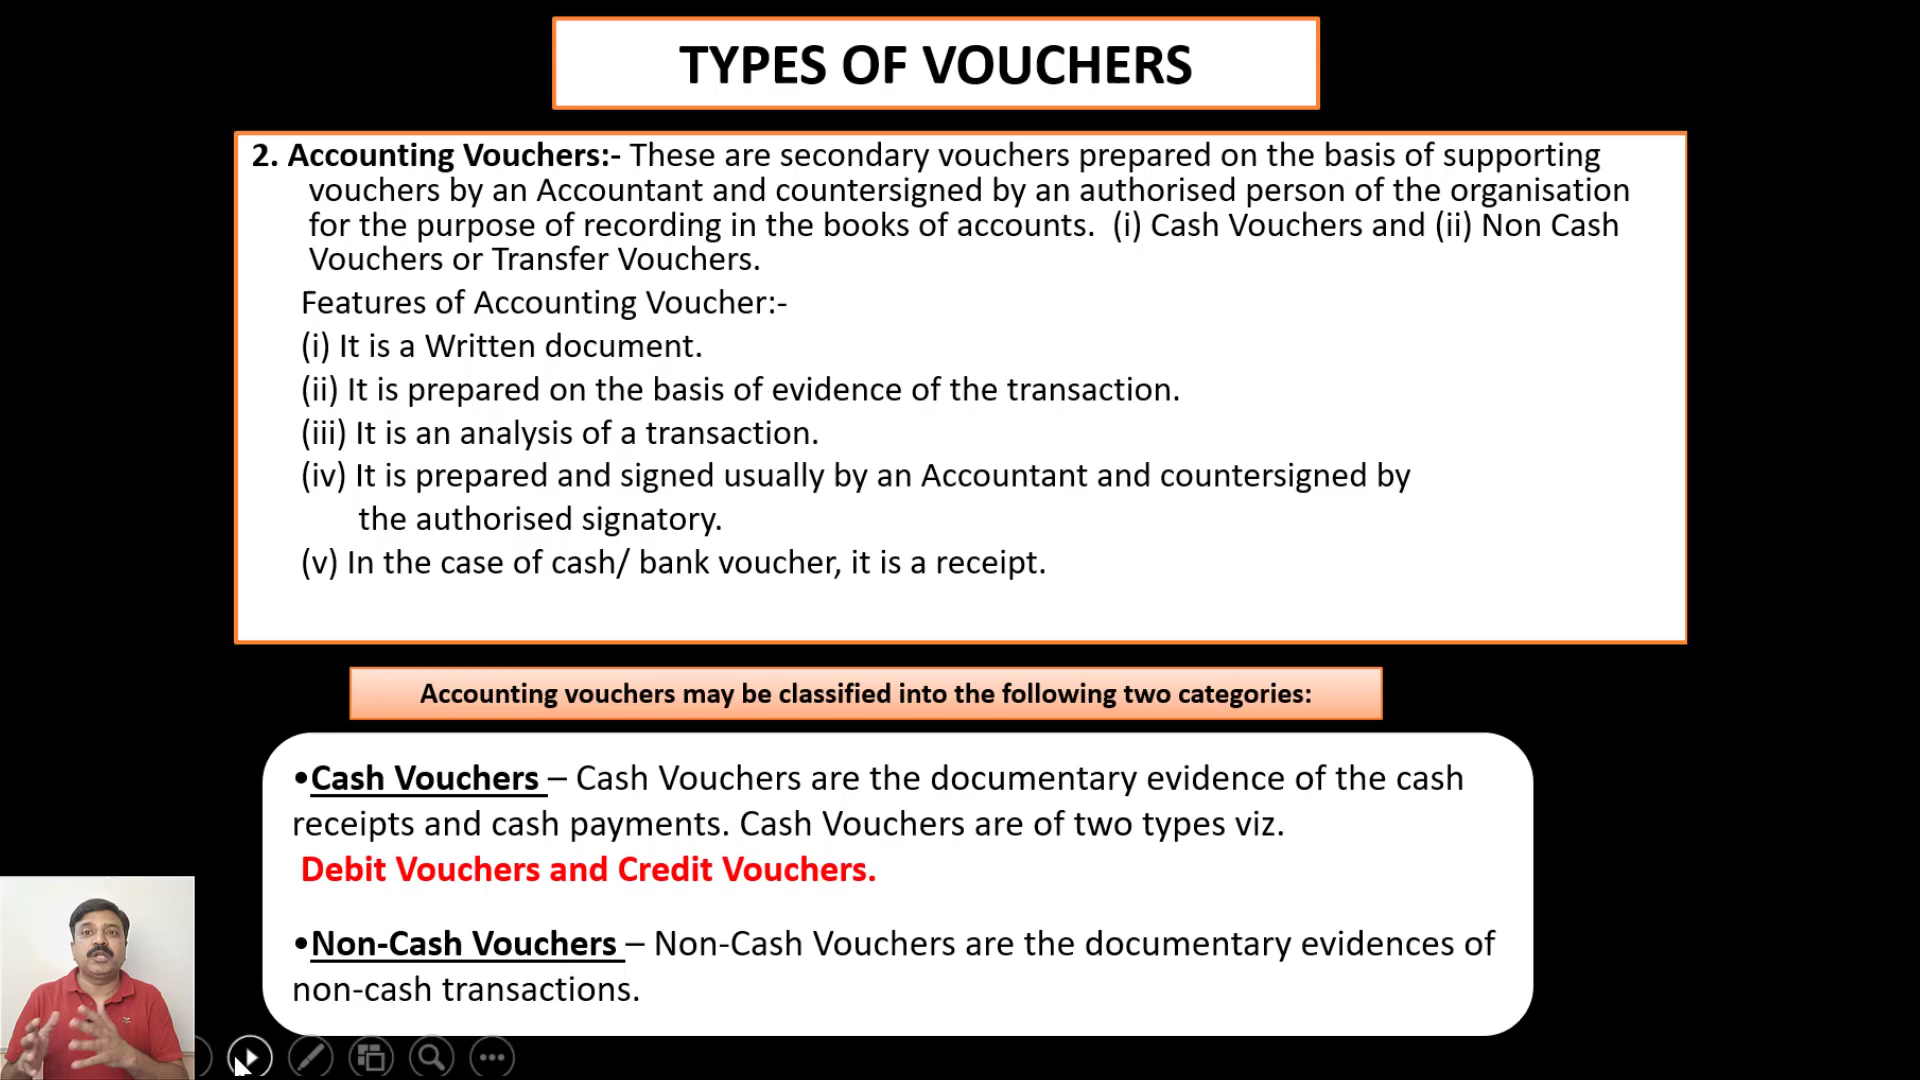 TYPES OF VOUCHERS
2. Accounting Vouchers:- These are secondary vouchers prepared on the basis of supporting
vouchers by an Accountant and countersigned by an authorised person of the organisation
for the purpose of recording in the books of accounts. (i) Cash Vouchers and (ii) Non Cash
Vouchers or Transfer Vouchers.
Features of Accounting Voucher:-
(i) It is a Written document.
(ii) It is prepared on the basis of evidence of the transaction.
(iii) It is an analysis of a transaction.
(iv) It is prepared and signed usually by an Accountant and countersigned by
the authorised signatory.
(v) In the case of cash/ bank voucher, it is a receipt.
Accounting vouchers may be classified into the following two categories:
•Cash Vouchers – Cash Vouchers are the documentary evidence of the cash
receipts and cash payments. Cash Vouchers are of two types viz.
Debit Vouchers and Credit Vouchers.
•Non-Cash Vouchers – Non-Cash Vouchers are the documentary evidences of
non-cash transactions.